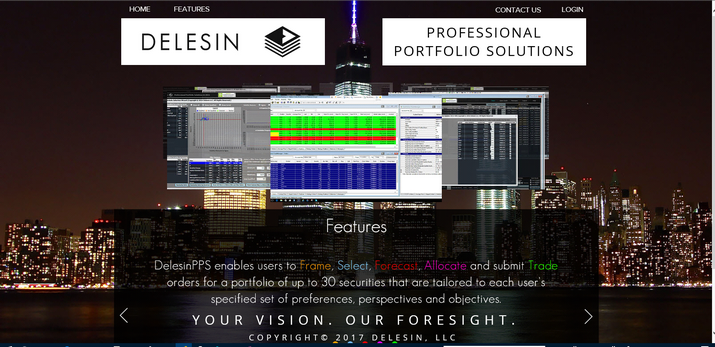 HOME FEATURES CONTACT US LOGIN
DELESIN
PROFESSIONAL
PORTFOLIO SOLUTIONS
Features
DelesinPPS enables users to Frame, Select, Forecast, Allocate and submit Trade
orders for a portfolio of up to 30 securities that are tailored to each user's
specified set of preferences, perspectives and objectives.
YOUR VISION. OUR FORESIGHT.
COPYRIGHT© 2017 DELESIN, LLC